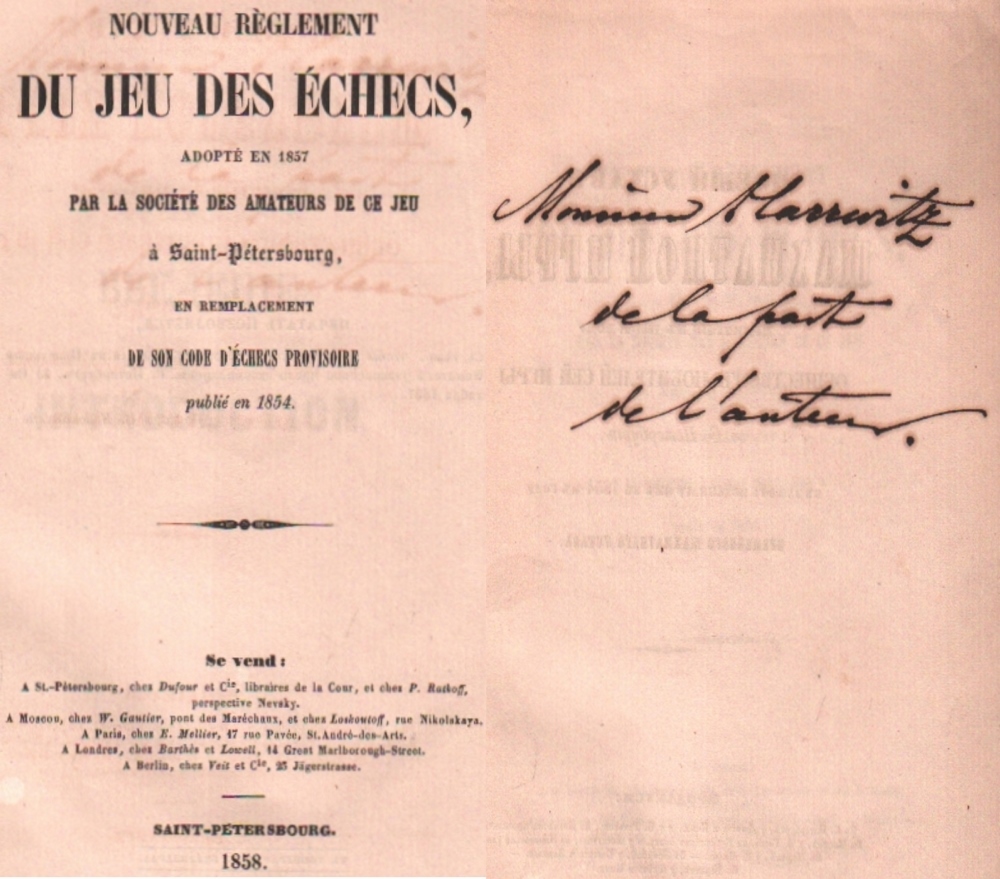 NOUVEAU RÈGLEMENT
DU JEU DES ÉCHECS,
ADOPTÉ EN 1857
PAR LA SOCIÉTÉ DES AMATEURS DE CE JEU
à Saint-Pétersbourg,
EN REMPLACEMENT
DE SON CODE D'ÉCHECS PROVISOIRE
publié en 1854.
Se vend :
A St.-Pétersbourg, chez Dufour et Cie, libraires de la Cour, et chez P. Ratkoff,
perspective Nevsky.
A Moscou, chez W. Gautier, pont des Maréchaux, et chez Loskoutoff, rue Nikolskaya.
A Paris, chez E. Mellier, 17 rue Pavée, St. André-des-Arts.
A Londres, chez Barthès et Lowell, 14 Great Marlborough-Street.
A Berlin, chez Veit et Cie, 25 Jägerstrasse.
SAINT-PÉTERSBOURG.
1858.
Monsieur Harrwitz
de la part
de l'auteur.